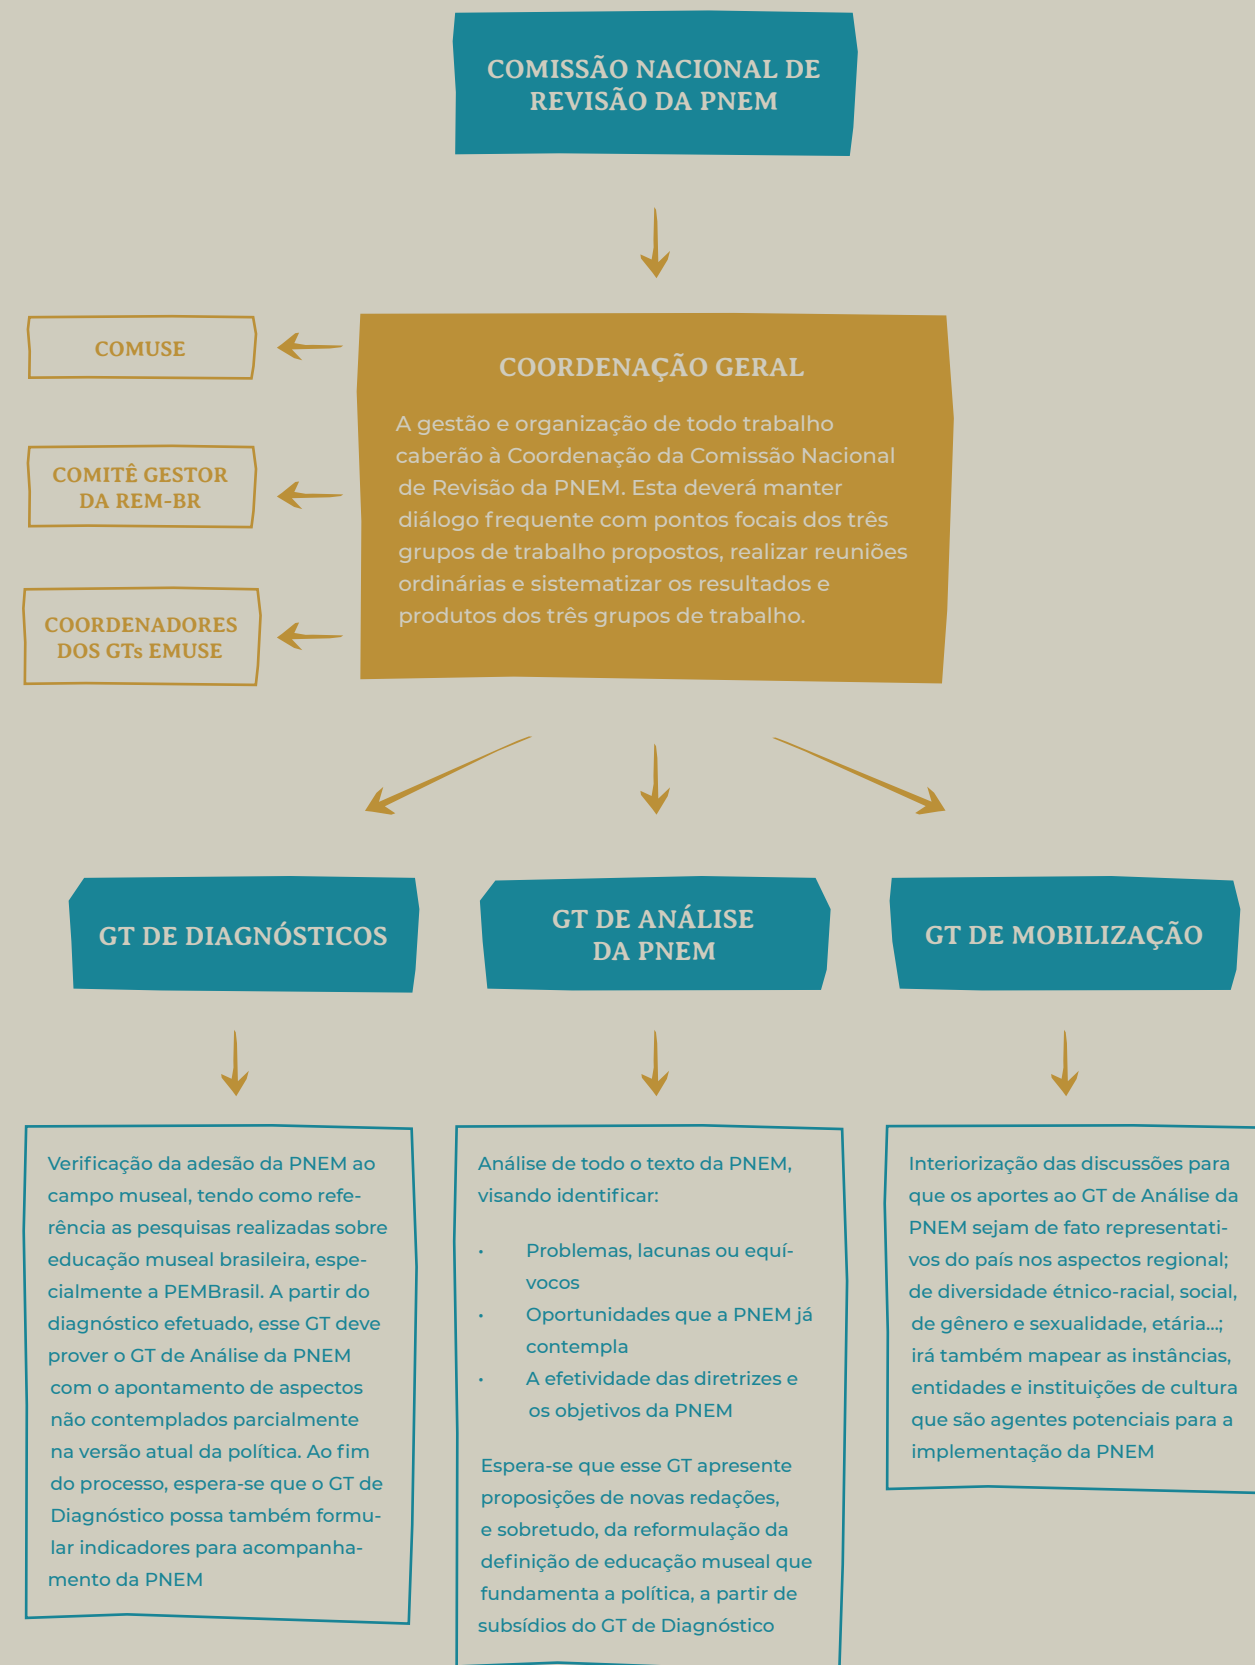 COMISSÃO NACIONAL DE
REVISÃO DA PNEM
COMUSE
COMITÊ GESTOR
DA REM-BR
COORDENADORES
DOS GTs EMUSE
COORDENAÇÃO GERAL
A gestão e organização de todo trabalho
caberão à Coordenação da Comissão Nacional
de Revisão da PNEM. Esta deverá manter
diálogo frequente com pontos focais dos três
grupos de trabalho propostos, realizar reuniões
ordinárias e sistematizar os resultados e
produtos dos três grupos de trabalho.
GT DE DIAGNÓSTICOS
Verificação da adesão da PNEM ao
campo museal, tendo como refe-
rência as pesquisas realizadas sobre
educação museal brasileira, espe-
cialmente a PEMBrasil. A partir do
diagnóstico efetuado, esse GT deve
prover o GT de Análise da PNEM
com o apontamento de aspectos
não contemplados parcialmente
na versão atual da política. Ao fim
do processo, espera-se que o GT de
Diagnóstico possa também formu-
lar indicadores para acompanha-
mento da PNEM
GT DE ANÁLISE
DA PNEM
Análise de todo o texto da PNEM,
visando identificar:
• Problemas, lacunas ou equí-
vocos
• Oportunidades que a PNEM já
contempla
• A efetividade das diretrizes e
os objetivos da PNEM
Espera-se que esse GT apresente
proposições de novas redações,
e sobretudo, da reformulação da
definição de educação museal que
fundamenta a política, a partir de
subsídios do GT de Diagnóstico
GT DE MOBILIZAÇÃO
Interiorização das discussões para
que os aportes ao GT de Análise da
PNEM sejam de fato representati-
vos do país nos aspectos regional;
de diversidade étnico-racial, social,
de gênero e sexualidade, etária...;
irá também mapear as instâncias,
entidades e instituições de cultura
que são agentes potenciais para a
implementação da PNEM